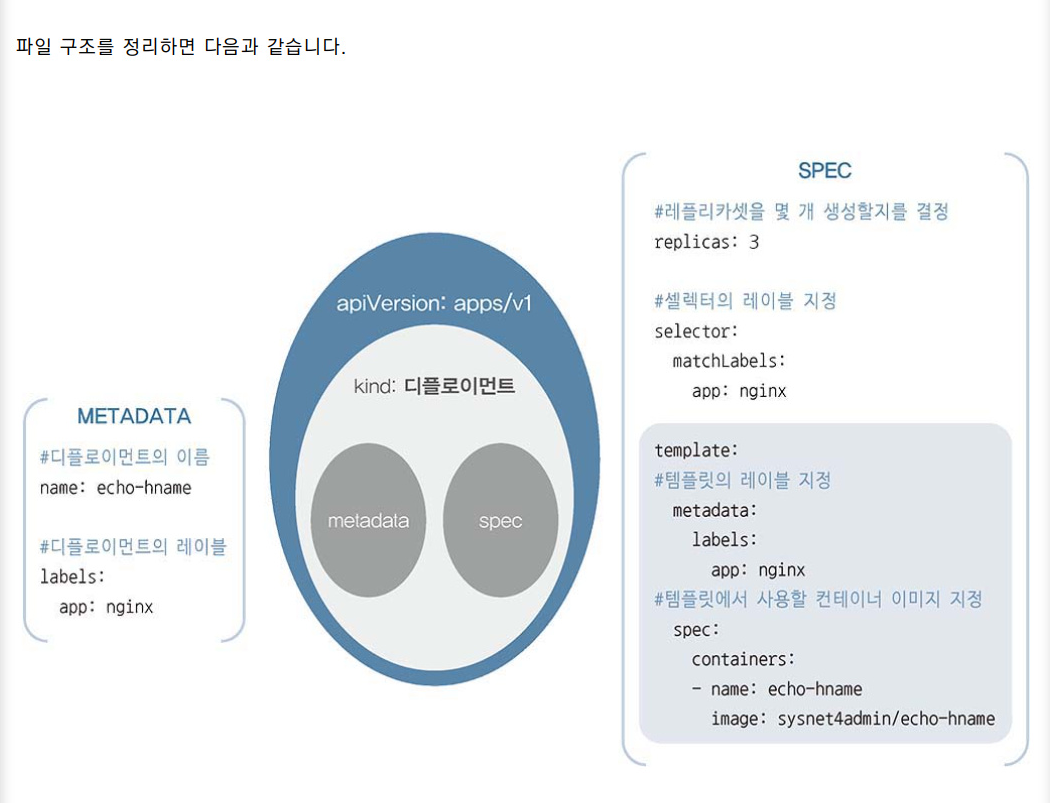 파일 구조를 정리하면 다음과 같습니다.
METADATA
#디플로이먼트의 이름
name: echo-hname
#디플로이먼트의 레이블
labels:
  app: nginx
apiVersion: apps/v1
kind: 디플로이먼트
metadata
spec
SPEC
#레플리카셋을 몇 개 생성할지를 결정
replicas: 3
#셀렉터의 레이블 지정
selector:
  matchLabels:
    app: nginx
template:
#템플릿의 레이블 지정
  metadata:
    labels:
      app: nginx
#템플릿에서 사용할 컨테이너 이미지 지정
  spec:
    containers:
    - name: echo-hname
      image: sysnet4admin/echo-hname